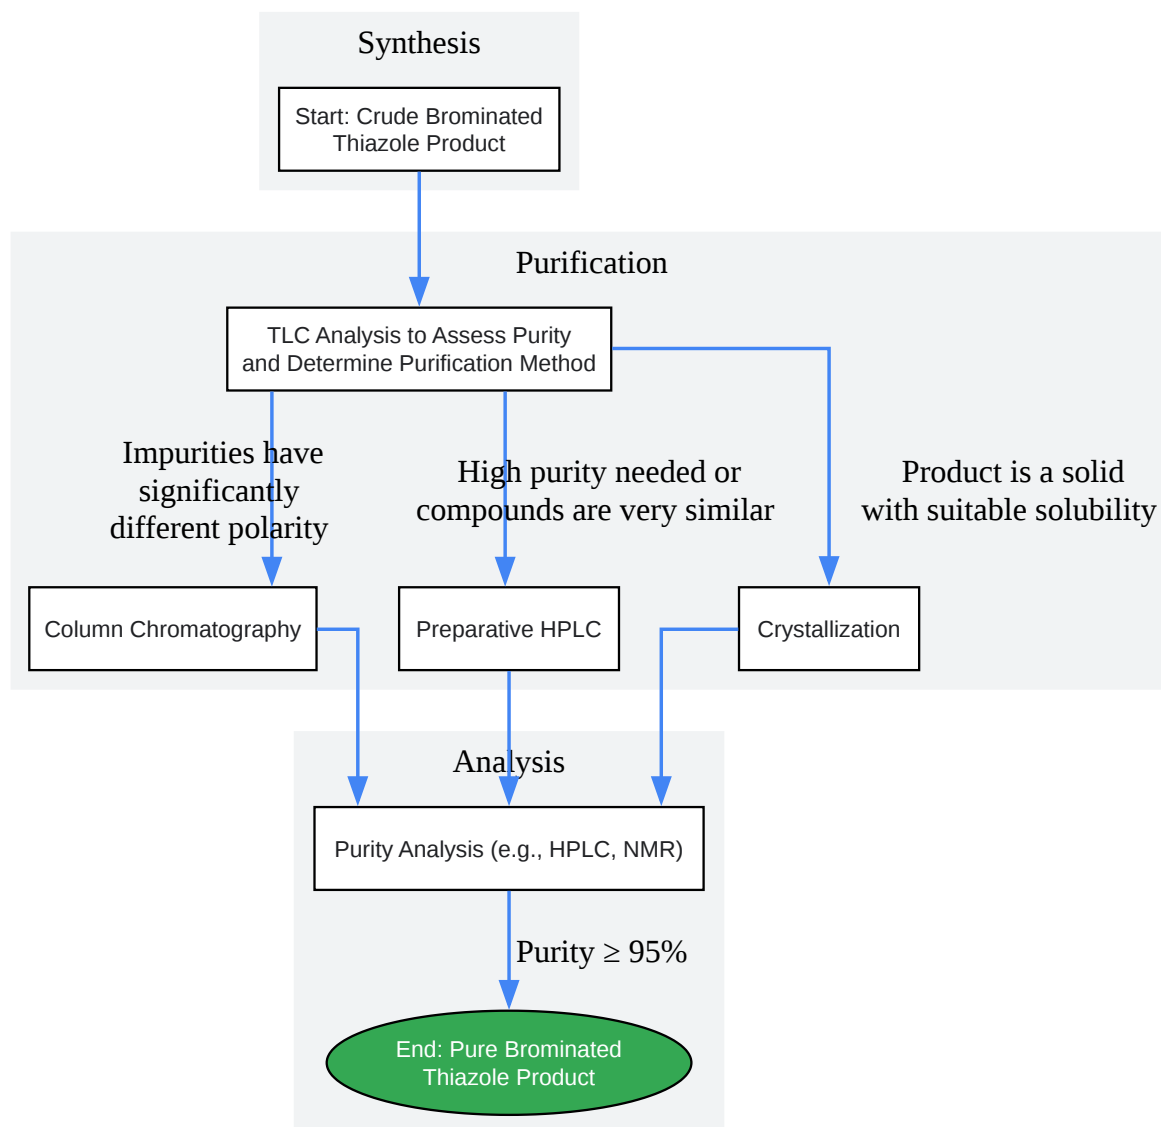 Synthesis
Start: Crude Brominated
Thiazole Product
Purification
TLC Analysis to Assess Purity
and Determine Purification Method
Impurities have
significantly
different polarity
High purity needed or
compounds are very similar
Product is a solid
with suitable solubility
Column Chromatography
Preparative HPLC
Crystallization
Analysis
Purity Analysis (e.g., HPLC, NMR)
Purity ≥ 95%
End: Pure Brominated
Thiazole Product